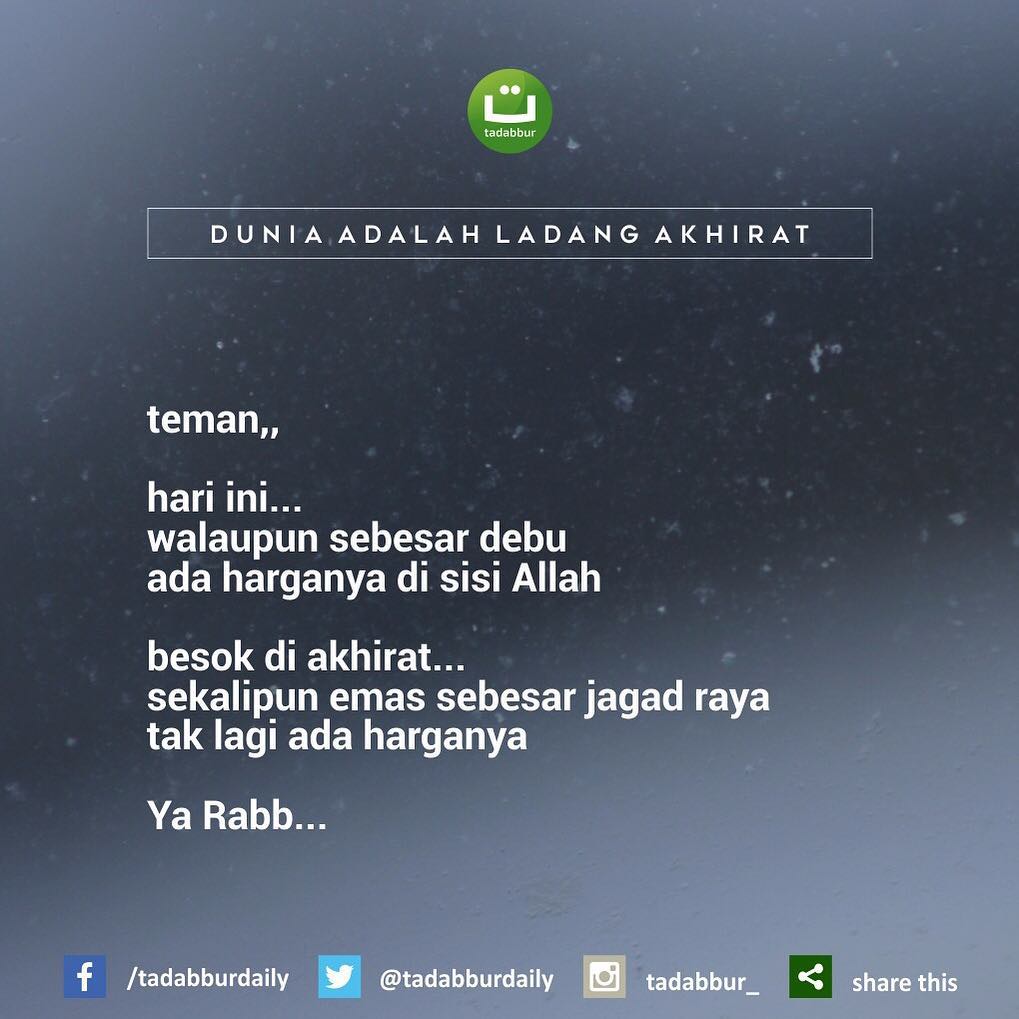 tadabbur
DUNIA ADALAH LADANG AKHIRAT
teman,,
hari ini...
walaupun sebesar debu
ada harganya di sisi Allah
besok di akhirat...
sekalipun emas sebesar jagad raya
tak lagi ada harganya
Ya Rabb...
/tadabburdaily @tadabburdaily tadabbur_ share this